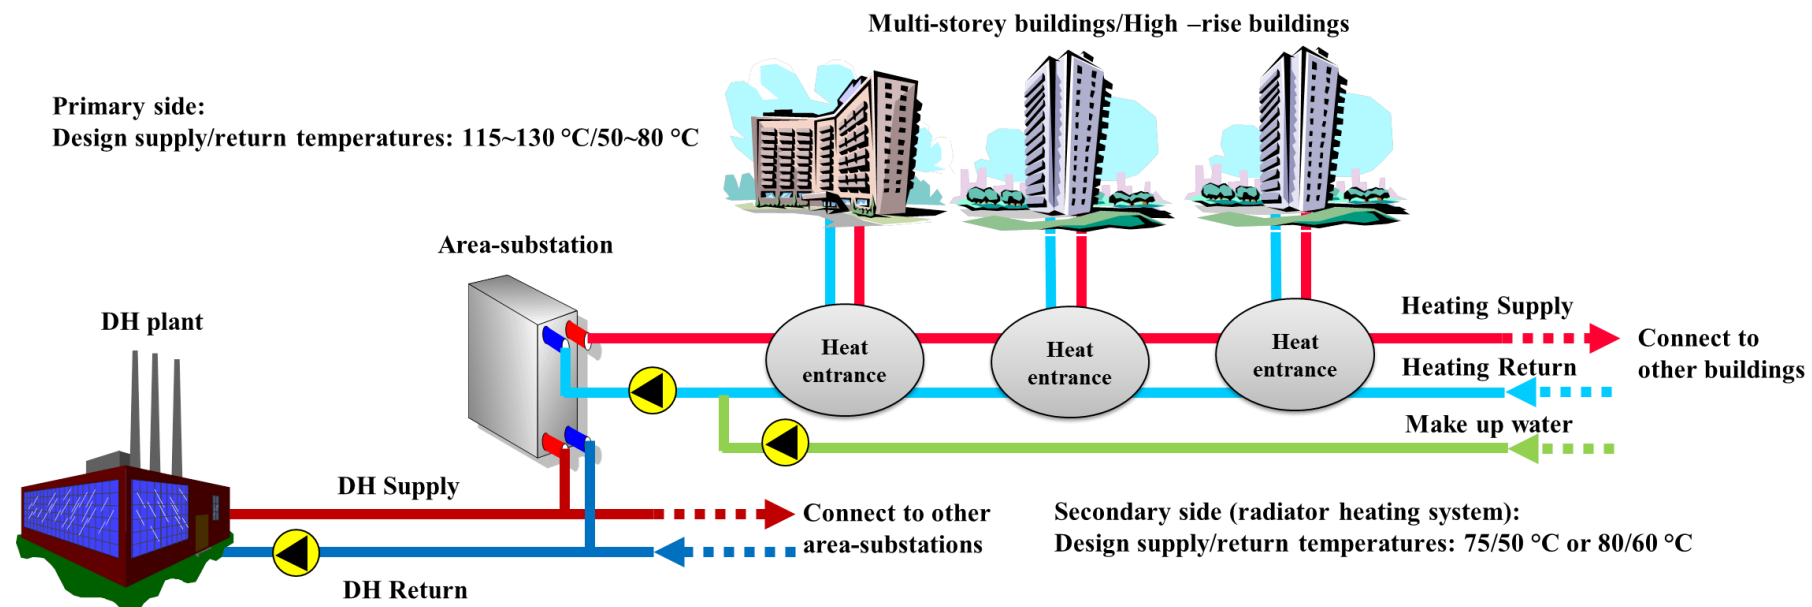 Multi-storey buildings/High –rise buildings
Primary side:
Design supply/return temperatures: 115~130 °C/50~80 °C
Area-substation
DH plant
Heat
entrance
Heat
entrance
Heat
entrance
Heating Supply
Connect to
other buildings
Heating Return
Make up water
DH Supply
Connect to other
area-substations
DH Return
Secondary side (radiator heating system):
Design supply/return temperatures: 75/50 °C or 80/60 °C